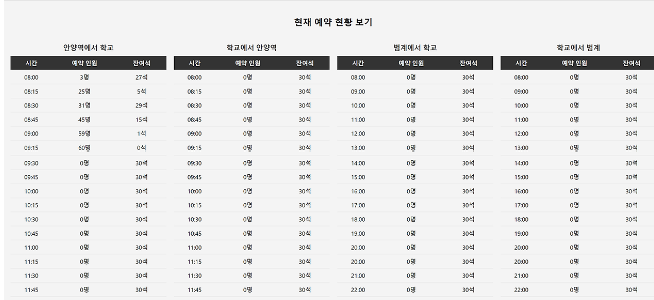 현재 예약 현황 보기
안양역에서 학교 학교에서 안양역 범계에서 학교 학교에서 범계
시간 예약 인원 잔여석 시간 예약 인원 잔여석 시간 예약 인원 잔여석 시간 예약 인원 잔여석
08:00 3명 27석 08:00 0명 30석 08:00 0명 30석 08:00 0명 30석
08:15 25명 5석 08:15 0명 30석 09:00 0명 30석 09:00 0명 30석
08:30 31명 29석 08:30 0명 30석 10:00 0명 30석 10:00 0명 30석
08:45 45명 15석 08:45 0명 30석 11:00 0명 30석 11:00 0명 30석
09:00 59명 1석 09:00 0명 30석 12:00 0명 30석 12:00 0명 30석
09:15 60명 0석 09:15 0명 30석 13:00 0명 30석 13:00 0명 30석
09:30 0명 30석 09:30 0명 30석 14:00 0명 30석 14:00 0명 30석
09:45 0명 30석 09:45 0명 30석 15:00 0명 30석 15:00 0명 30석
10:00 0명 30석 10:00 0명 30석 16:00 0명 30석 16:00 0명 30석
10:15 0명 30석 10:15 0명 30석 17:00 0명 30석 17:00 0명 30석
10:30 0명 30석 10:30 0명 30석 18:00 0명 30석 18:00 0명 30석
10:45 0명 30석 10:45 0명 30석 19:00 0명 30석 19:00 0명 30석
11:00 0명 30석 11:00 0명 30석 20:00 0명 30석 20:00 0명 30석
11:15 0명 30석 11:15 0명 30석 20:00 0명 30석 20:00 0명 30석
11:30 0명 30석 11:30 0명 30석 21:00 0명 30석 21:00 0명 30석
11:45 0명 30석 11:45 0명 30석 22:00 0명 30석 22:00 0명 30석